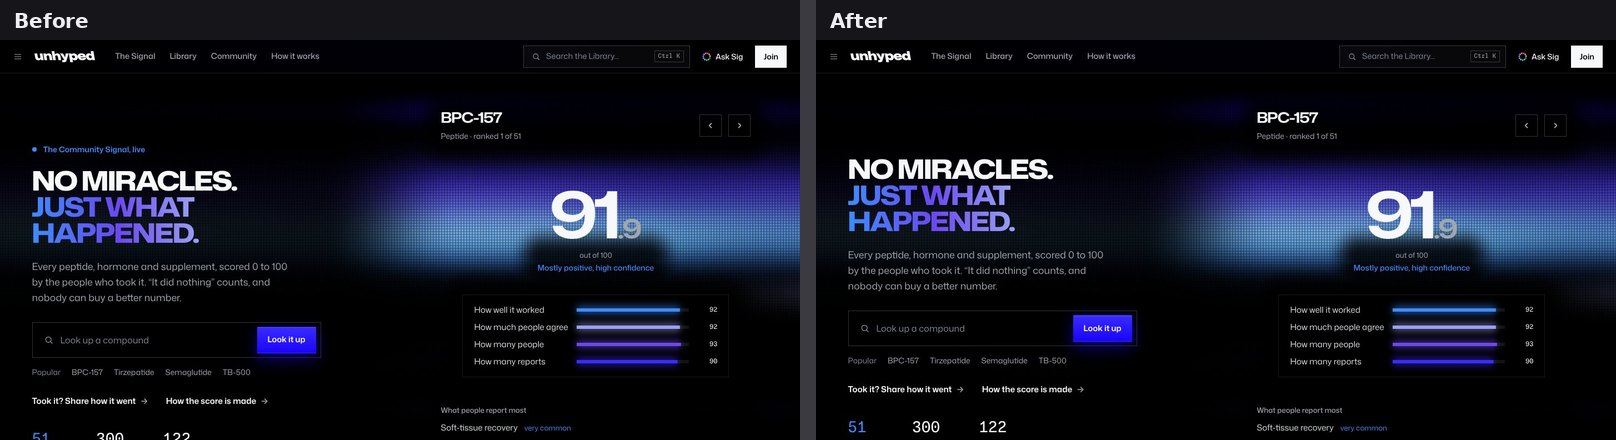 Before
unhyped
The Signal
Library
Community
How it works
Search the Library...
Ctrl K
Ask Sig
Join
The Community Signal, live
NO MIRACLES.
JUST WHAT
HAPPENED.
Every peptide, hormone and supplement, scored 0 to 100
by the people who took it. “It did nothing” counts, and
nobody can buy a better number.
Look up a compound
Look it up
Popular BPC-157 Tirzepatide Semaglutide TB-500
Took it? Share how it went →
How the score is made →
51 300 122
BPC-157
Peptide · ranked 1 of 51
91.9
out of 100
Mostly positive, high confidence
How well it worked 92
How much people agree 92
How many people 93
How many reports 90
What people report most
Soft-tissue recovery very common
After
unhyped
The Signal
Library
Community
How it works
Search the Library...
Ctrl K
Ask Sig
Join
NO MIRACLES.
JUST WHAT
HAPPENED.
Every peptide, hormone and supplement, scored 0 to 100
by the people who took it. “It did nothing” counts, and
nobody can buy a better number.
Look up a compound
Look it up
Popular BPC-157 Tirzepatide Semaglutide TB-500
Took it? Share how it went →
How the score is made →
51 300 122
BPC-157
Peptide · ranked 1 of 51
91.9
out of 100
Mostly positive, high confidence
How well it worked 92
How much people agree 92
How many people 93
How many reports 90
What people report most
Soft-tissue recovery very common